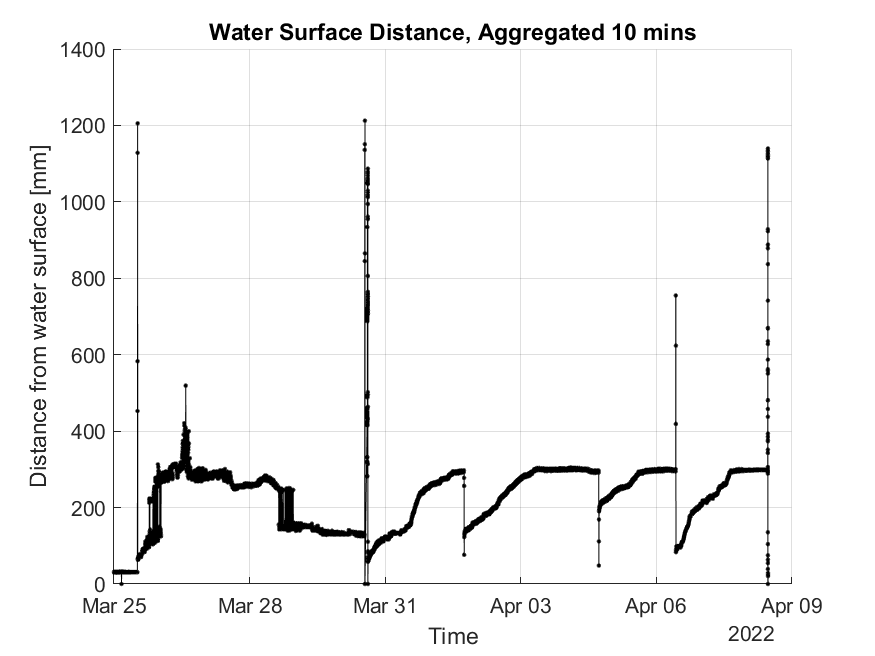 Water Surface Distance, Aggregated 10 mins
1400
1200
1000
800
600
400
200
0
Distance from water surface [mm]
Mar 25 Mar 28 Mar 31 Apr 03 Apr 06 Apr 09
Time
2022